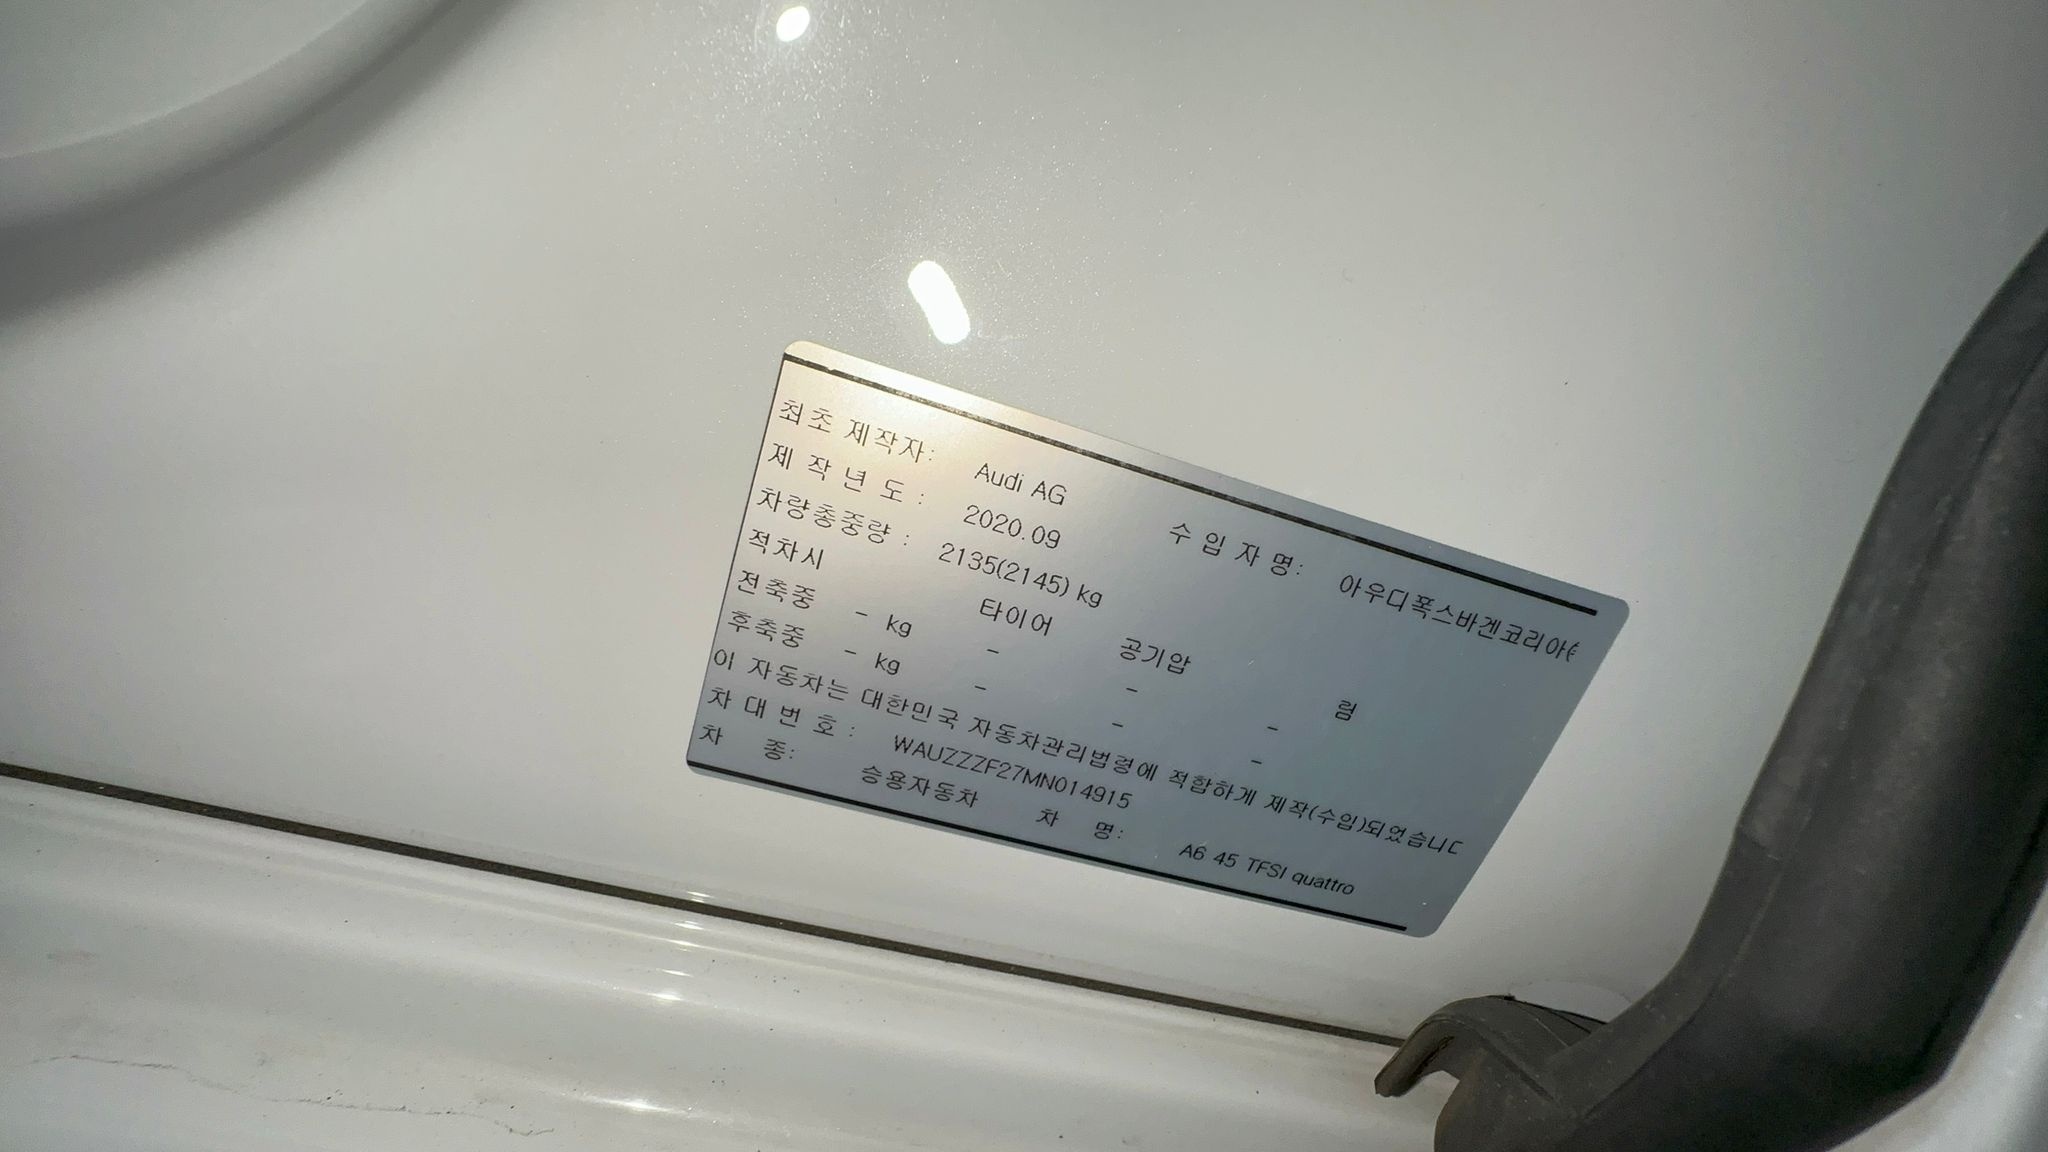 최초 제작자: Audi AG 수 입 자 명: 아우디폭스바겐코리아(
제 작 년 도 : 2020.09
차량총중량 : 2135(2145) kg
적차시 타이어 공기압 림
전축중 - kg - - -
후축중 - kg - - -
이 자동차는 대한민국 자동차관리법령에 적합하게 제작(수입)되었습니
차 대 번 호 : WAUZZZF27MN014915
차 종: 승용자동차 차 명: A6 45 TFSI quattro